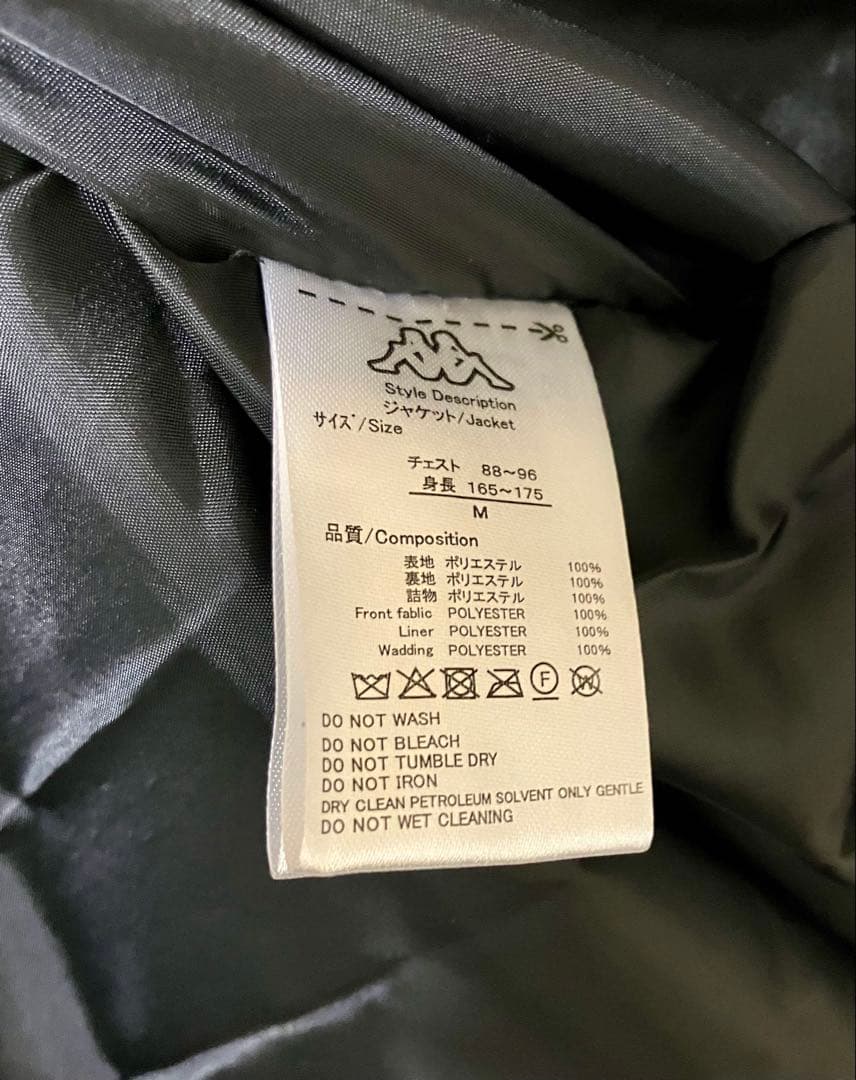 Style Description
ジャケット/Jacket
サイズ/Size
チェスト 88～96
身長 165～175
M
品質/Composition
表地 ポリエステル 100%
裏地 ポリエステル 100%
詰物 ポリエステル 100%
Front fablic POLYESTER 100%
Liner POLYESTER 100%
Wadding POLYESTER 100%
F W
DO NOT WASH
DO NOT BLEACH
DO NOT TUMBLE DRY
DO NOT IRON
DRY CLEAN PETROLEUM SOLVENT ONLY GENTLE
DO NOT WET CLEANING